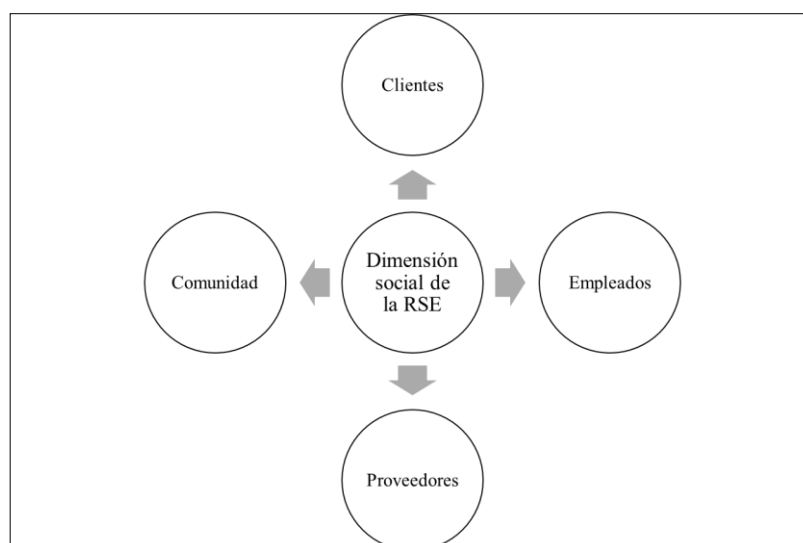 Clientes
Comunidad
Dimensión
social de
la RSE
Empleados
Proveedores